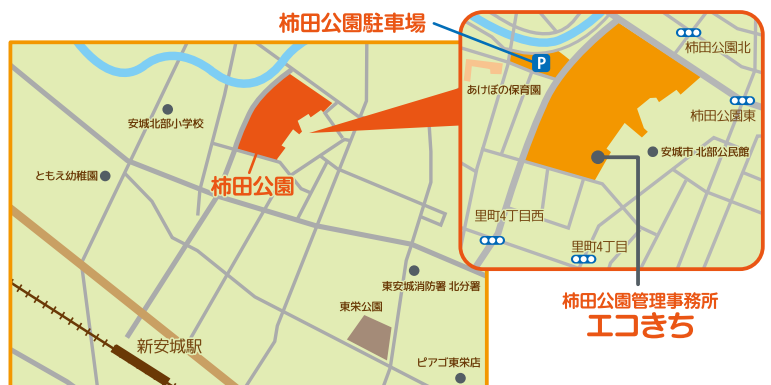 柿田公園駐車場
柿田公園北
P
あけぼの保育園
柿田公園東
安城北部小学校
安城市 北部公民館
ともえ幼稚園
柿田公園
里町4丁目西
里町4丁目
東安城消防署 北分署
柿田公園管理事務所
エコきち
東栄公園
新安城駅
ピアゴ東栄店